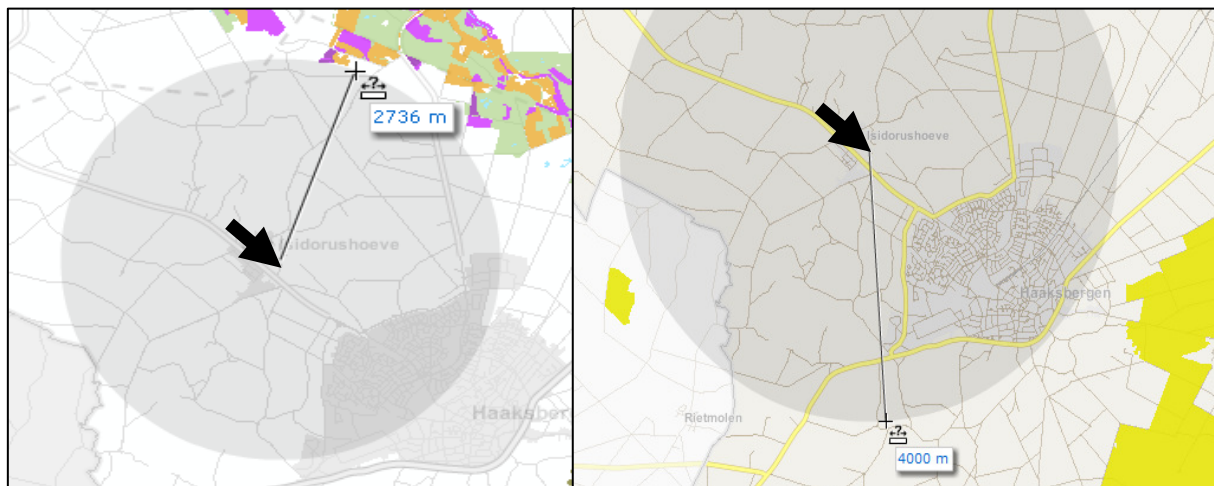 2736 m
Isidorushoeve
Haaksberg
Isidorushoeve
Haaksbergen
Rietmolen
4000 m